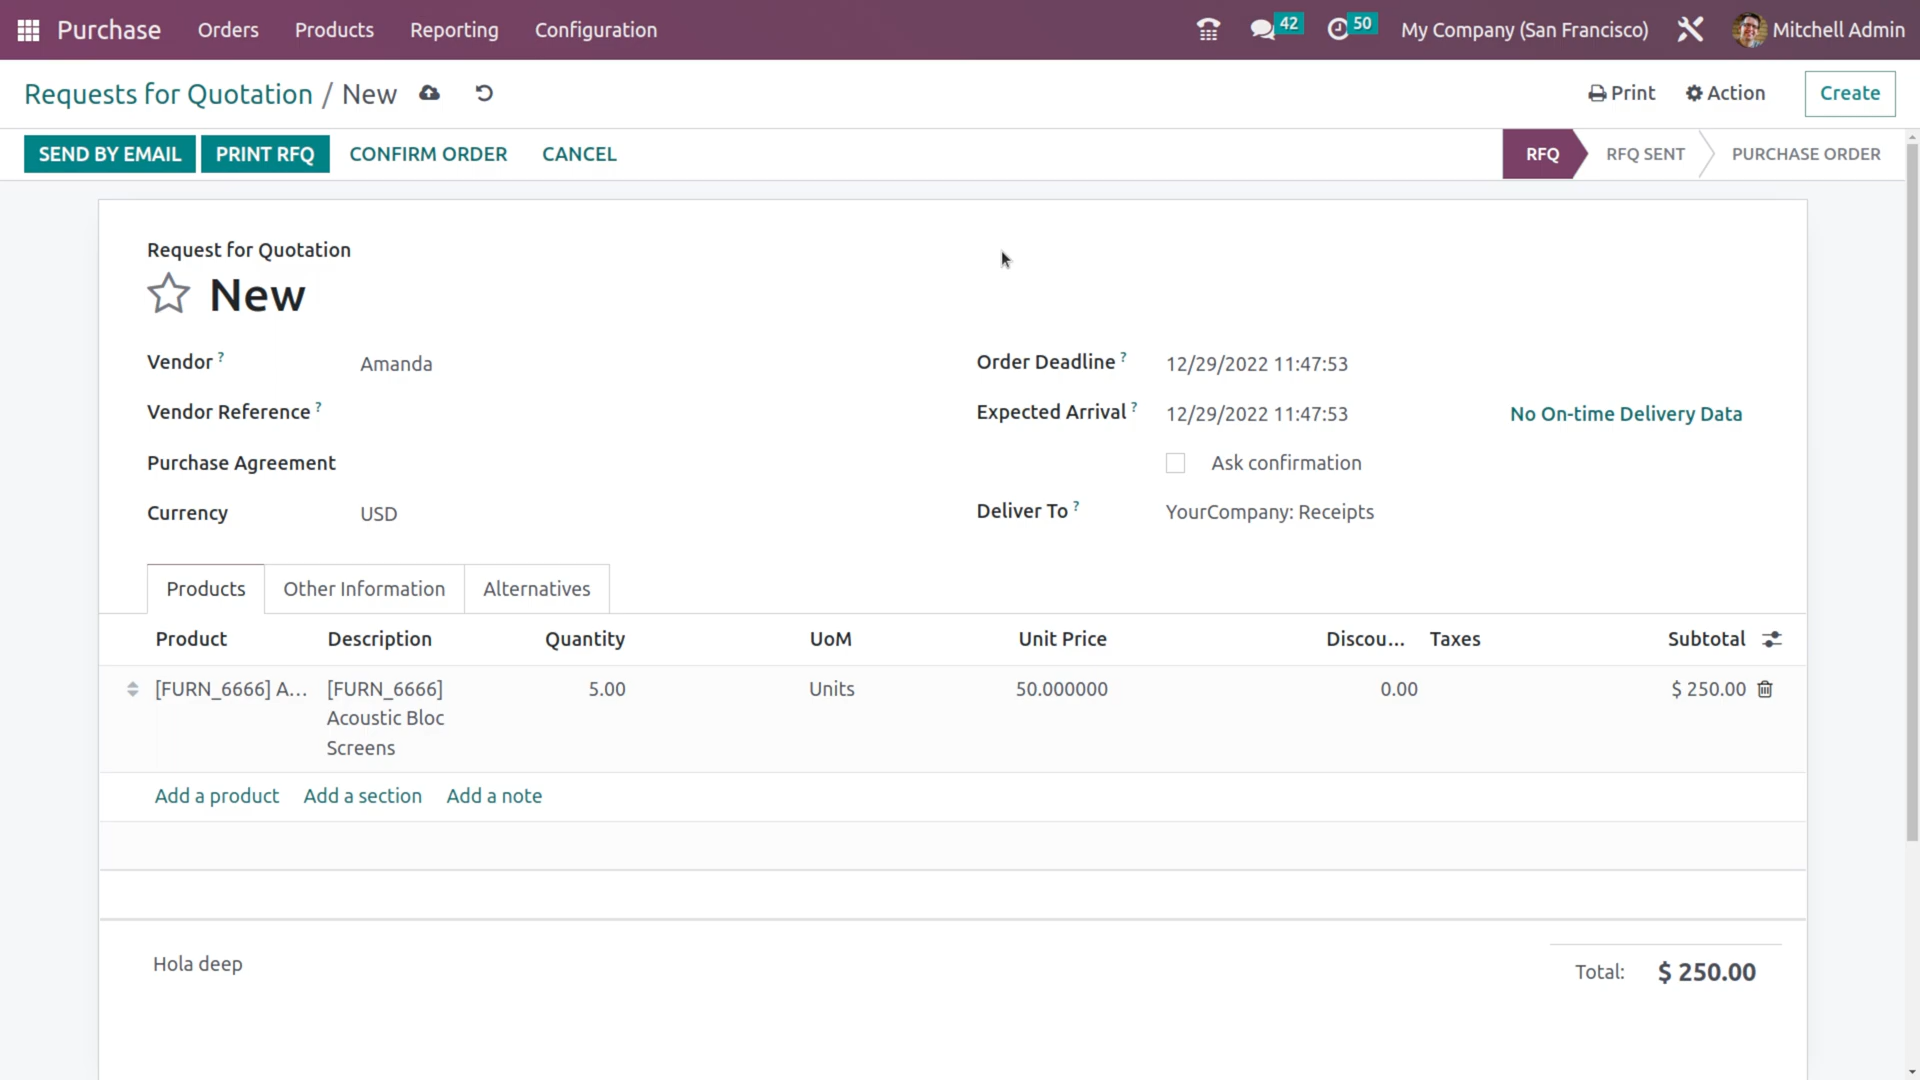 Purchase Orders Products Reporting Configuration 42 50 My Company (San Francisco) Mitchell Admin
Requests for Quotation / New Print Action Create
SEND BY EMAIL PRINT RFQ CONFIRM ORDER CANCEL RFQ RFQ SENT PURCHASE ORDER
Request for Quotation
New
Vendor ? Amanda Order Deadline ? 12/29/2022 11:47:53
Vendor Reference ? Expected Arrival ? 12/29/2022 11:47:53 No On-time Delivery Data
Purchase Agreement Ask confirmation
Currency USD Deliver To ? YourCompany: Receipts
Products Other Information Alternatives
Product Description Quantity UoM Unit Price Discou... Taxes Subtotal
[FURN_6666] A... [FURN_6666] 5.00 Units 50.000000 0.00 $ 250.00
Acoustic Bloc
Screens
Add a product Add a section Add a note
Hola deep
Total: $ 250.00